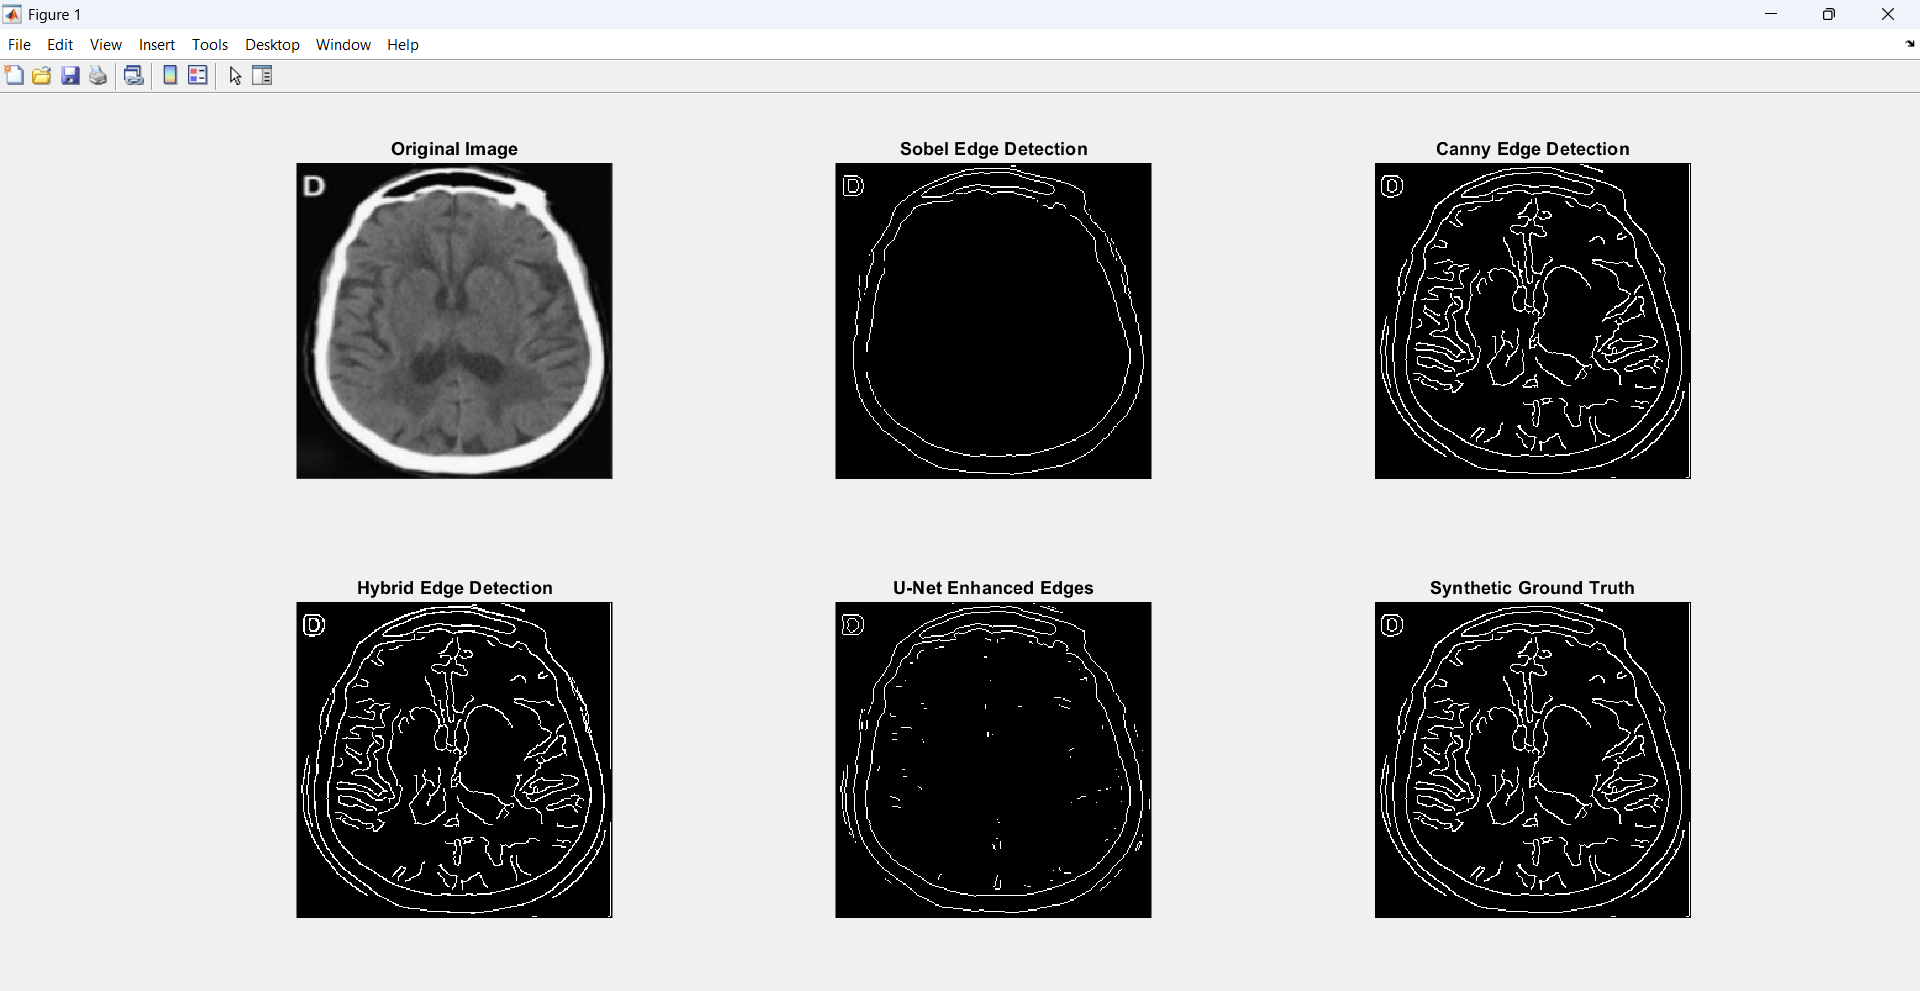 Figure 1
File Edit View Insert Tools Desktop Window Help
Original Image
Sobel Edge Detection
Canny Edge Detection
D
D
D
Hybrid Edge Detection
U-Net Enhanced Edges
Synthetic Ground Truth
D
D
D